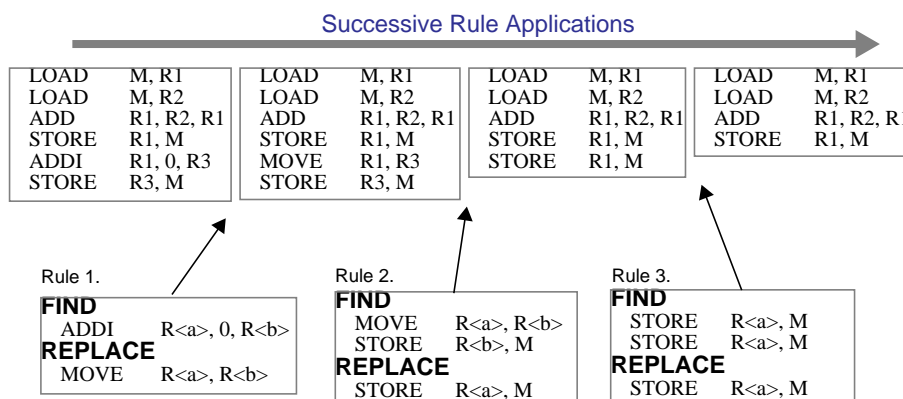 Successive Rule Applications
LOAD M, R1
LOAD M, R2
ADD R1, R2, R1
STORE R1, M
ADDI R1, 0, R3
STORE R3, M
LOAD M, R1
LOAD M, R2
ADD R1, R2, R1
STORE R1, M
MOVE R1, R3
STORE R3, M
LOAD M, R1
LOAD M, R2
ADD R1, R2, R1
STORE R1, M
STORE R1, M
LOAD M, R1
LOAD M, R2
ADD R1, R2, R1
STORE R1, M
Rule 1.
FIND
ADDI R<a>, 0, R<b>
REPLACE
MOVE R<a>, R<b>
Rule 2.
FIND
MOVE R<a>, R<b>
STORE R<b>, M
REPLACE
STORE R<a>, M
Rule 3.
FIND
STORE R<a>, M
STORE R<a>, M
REPLACE
STORE R<a>, M